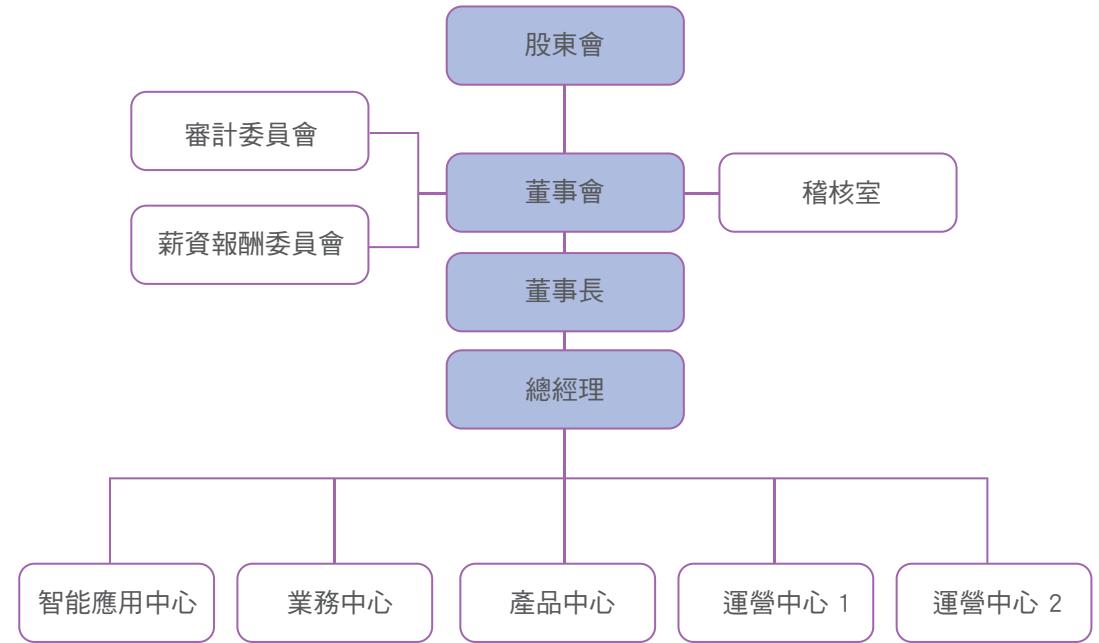 股東會
審計委員會
董事會
稽核室
薪資報酬委員會
董事長
總經理
智能應用中心
業務中心
產品中心
運營中心 1
運營中心 2